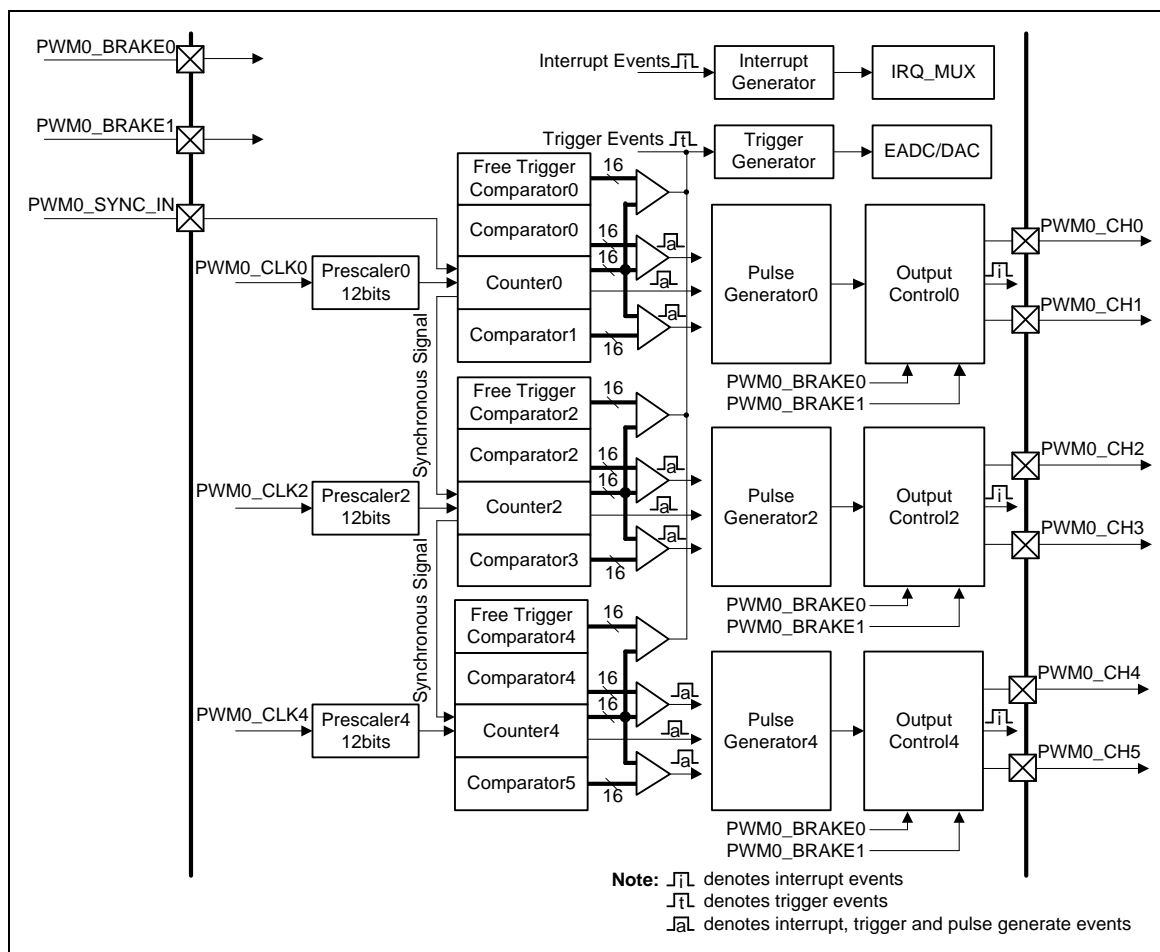 PWM0_BRAKE0
PWM0_BRAKE1
PWM0_SYNC_IN
Interrupt Events
i
Interrupt
Generator
IRQ_MUX
Trigger Events
t
Trigger
Generator
EADC/DAC
PWM0_CLK0
Prescaler0
12bits
Free Trigger
Comparator0
Comparator0
Counter0
Comparator1
16
16
16
16
a
a
a
Pulse
Generator0
Output
Control0
PWM0_CH0
i
PWM0_CH1
PWM0_BRAKE0
PWM0_BRAKE1
Synchronous Signal
PWM0_CLK2
Prescaler2
12bits
Free Trigger
Comparator2
Comparator2
Counter2
Comparator3
16
16
16
16
a
a
a
Pulse
Generator2
Output
Control2
PWM0_CH2
i
PWM0_CH3
PWM0_BRAKE0
PWM0_BRAKE1
Synchronous Signal
PWM0_CLK4
Prescaler4
12bits
Free Trigger
Comparator4
Comparator4
Counter4
Comparator5
16
16
16
16
a
a
a
Pulse
Generator4
Output
Control4
PWM0_CH4
i
PWM0_CH5
PWM0_BRAKE0
PWM0_BRAKE1
Note: i denotes interrupt events
t denotes trigger events
a denotes interrupt, trigger and pulse generate events